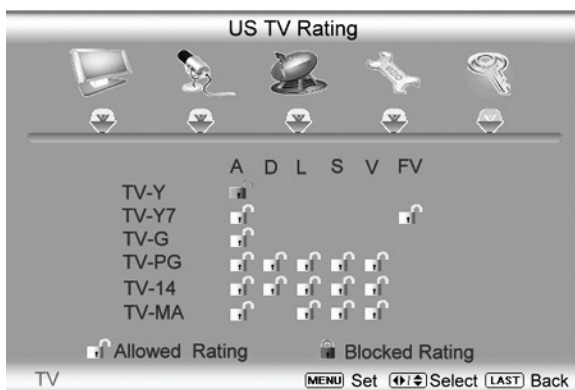 US TV Rating
A D L S V FV
TV-Y
TV-Y7
TV-G
TV-PG
TV-14
TV-MA
Allowed Rating Blocked Rating
TV MENU Set Select LAST Back